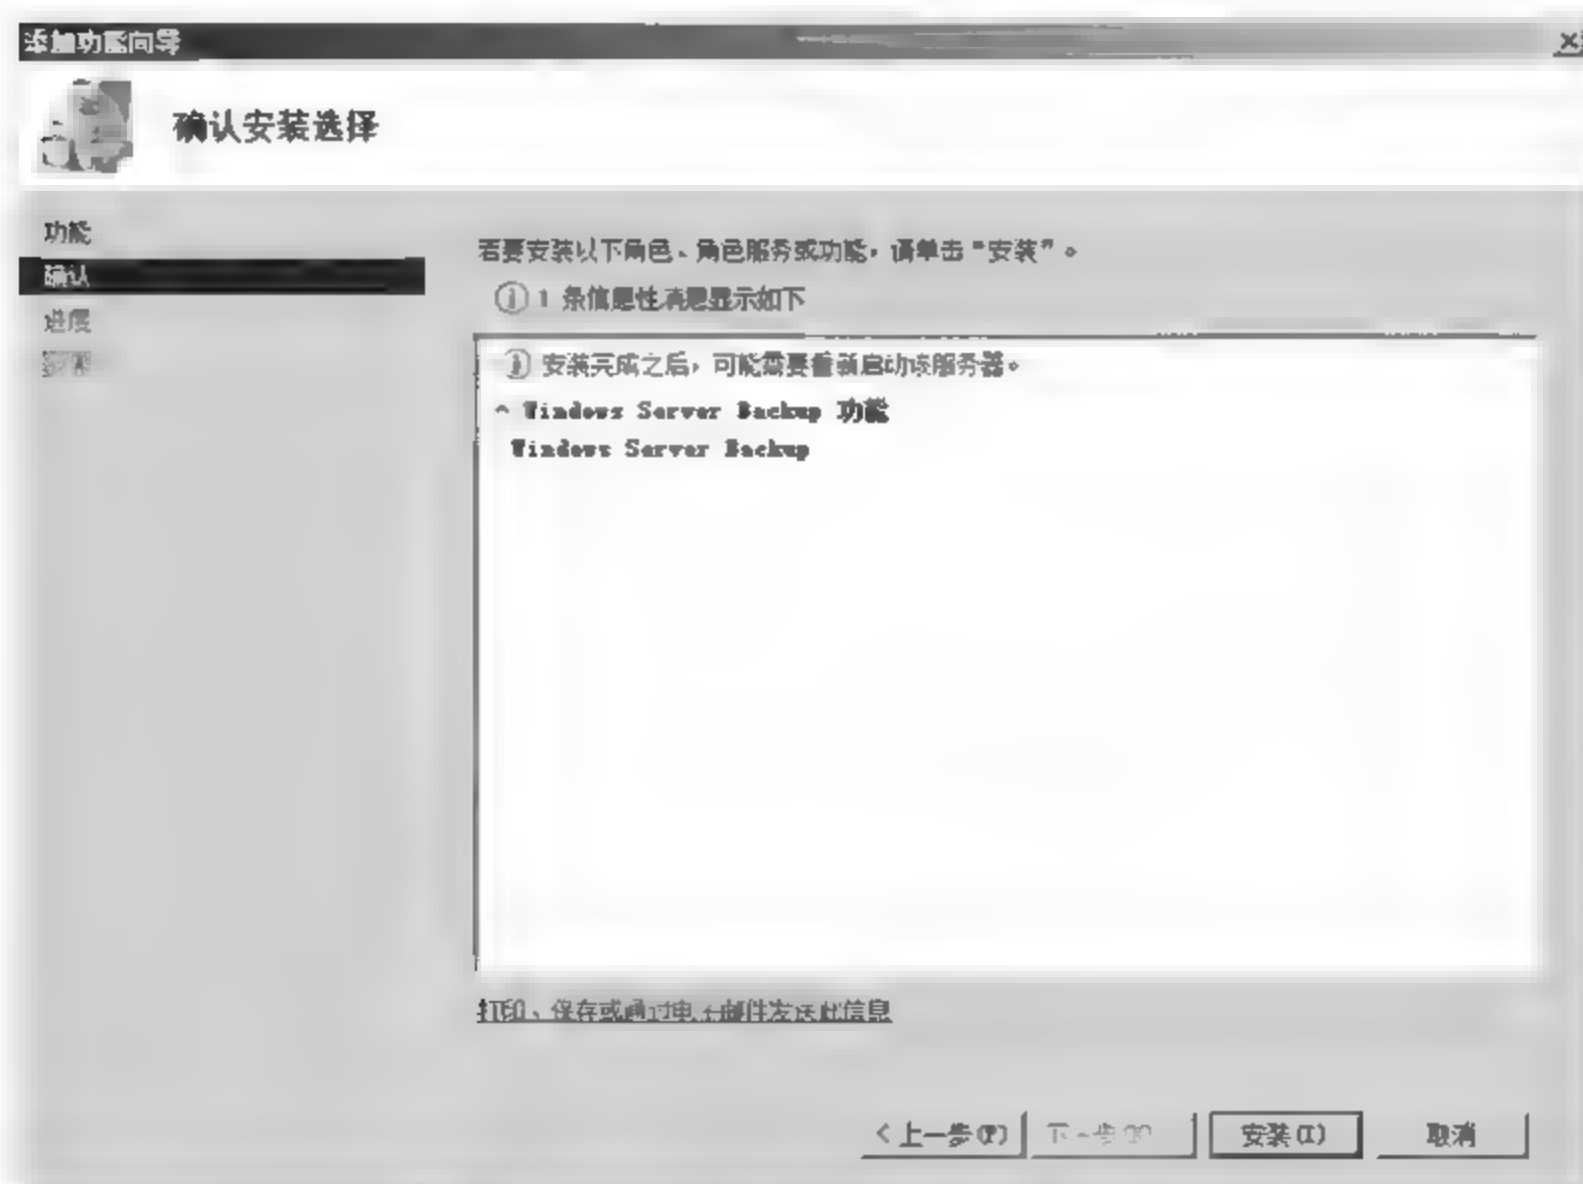 添加功能向导
确认安装选择
功能
确认
进度
结果
若要安装以下角色、角色服务或功能，请单击“安装”。
1 条信息性消息显示如下
安装完成之后，可能需要重新启动该服务器。
^ Windows Server Backup 功能
Windows Server Backup
打印、保存或通过电子邮件发送此信息
< 上一步(P) 下一步(N) 安装(I) 取消